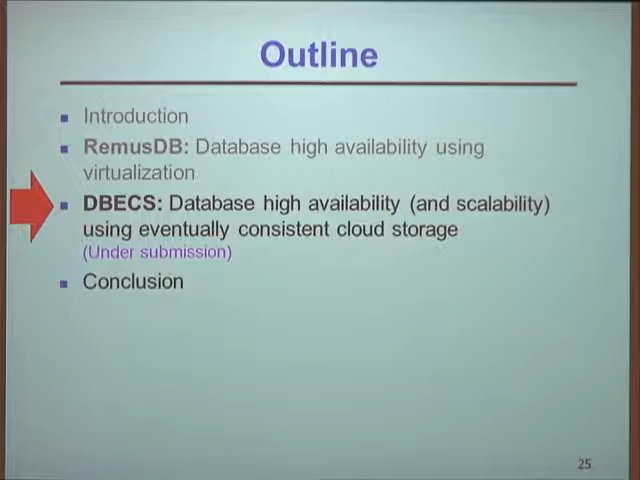 Outline
Introduction
RemusDB: Database high availability using
virtualization
DBECS: Database high availability (and scalability)
using eventually consistent cloud storage
(Under submission)
Conclusion
25